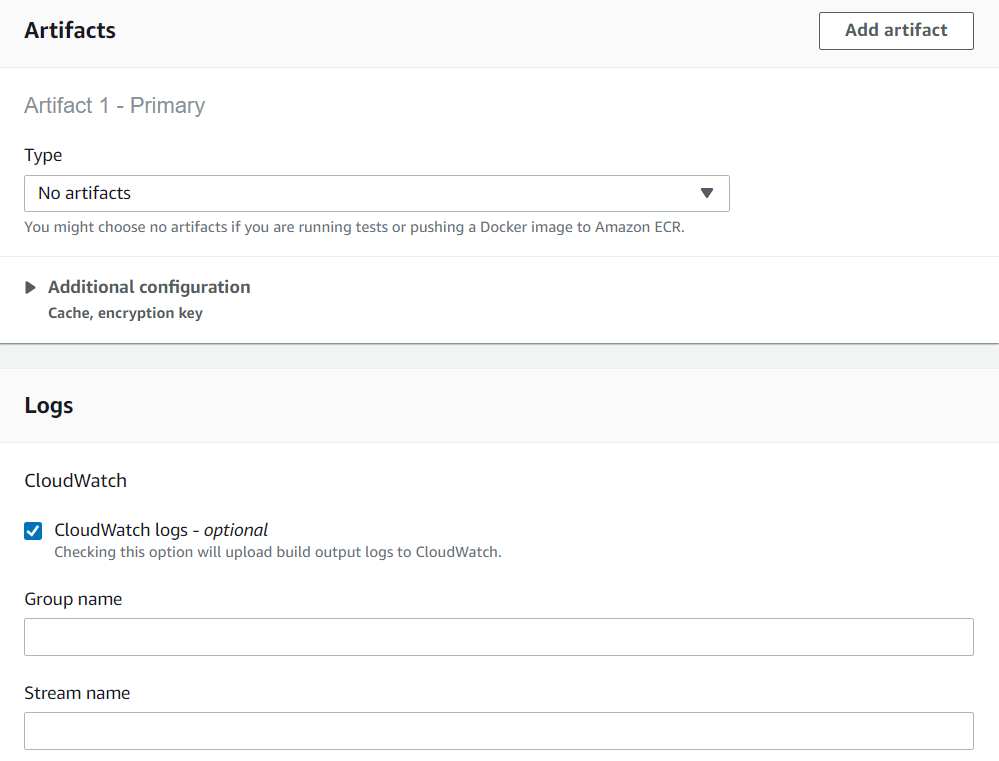 Artifacts
Add artifact
Artifact 1 - Primary
Type
No artifacts
You might choose no artifacts if you are running tests or pushing a Docker image to Amazon ECR.
Additional configuration
Cache, encryption key
Logs
CloudWatch
CloudWatch logs - optional
Checking this option will upload build output logs to CloudWatch.
Group name
Stream name